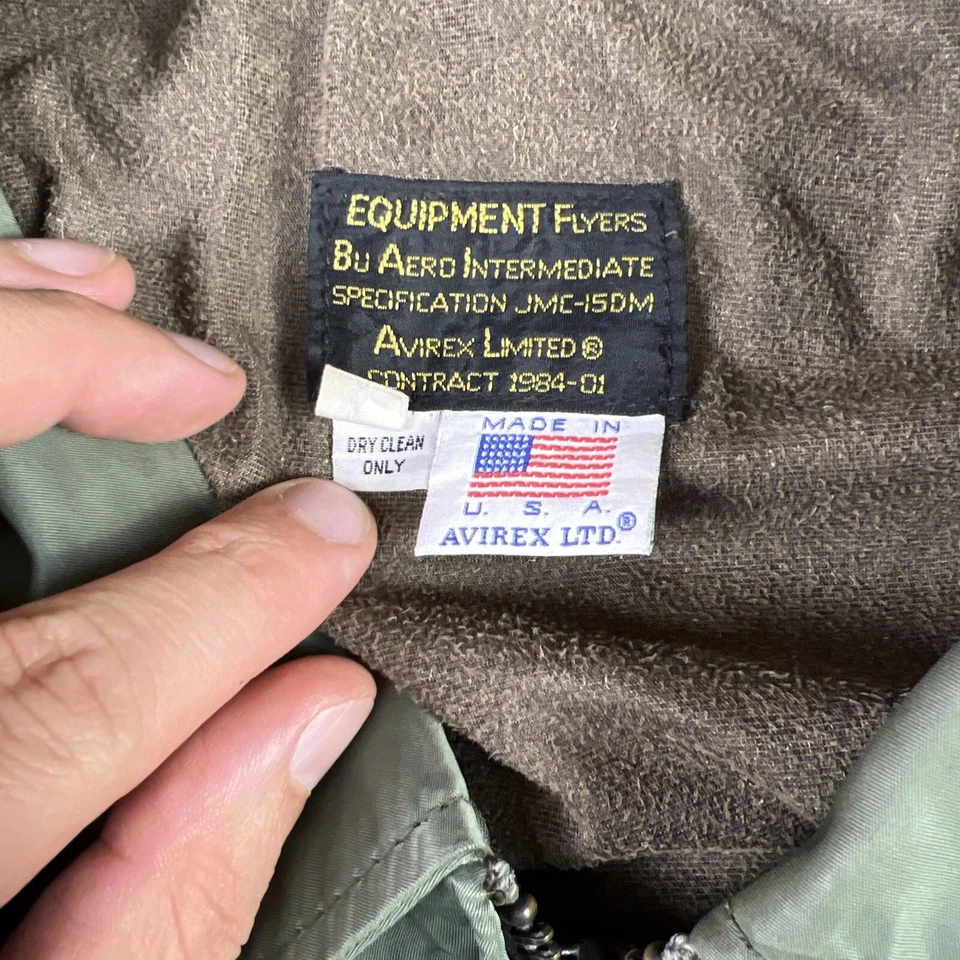 EQUIPMENT FLYERS
BU AERO INTERMEDIATE
SPECIFICATION JMC-15DM
AVIREX LIMITED ®
CONTRACT 1984-01
DRY CLEAN
ONLY
MADE IN
U. S. A.
AVIREX LTD.®